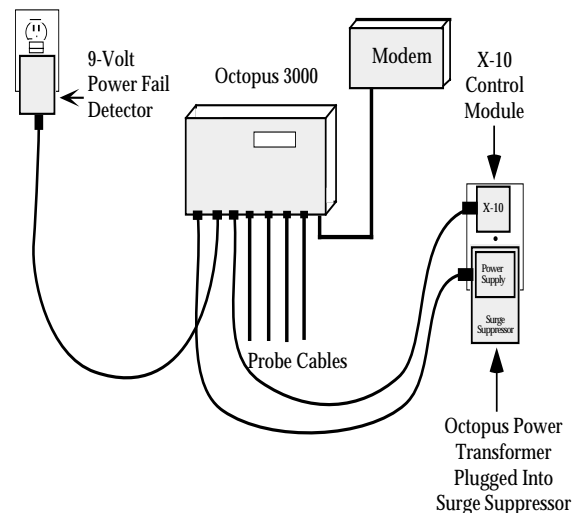 9-Volt
Power Fail
Detector
Octopus 3000
Modem
X-10
Control
Module
X-10
Power
Supply
Surge
Suppressor
Probe Cables
Octopus Power
Transformer
Plugged Into
Surge Suppressor